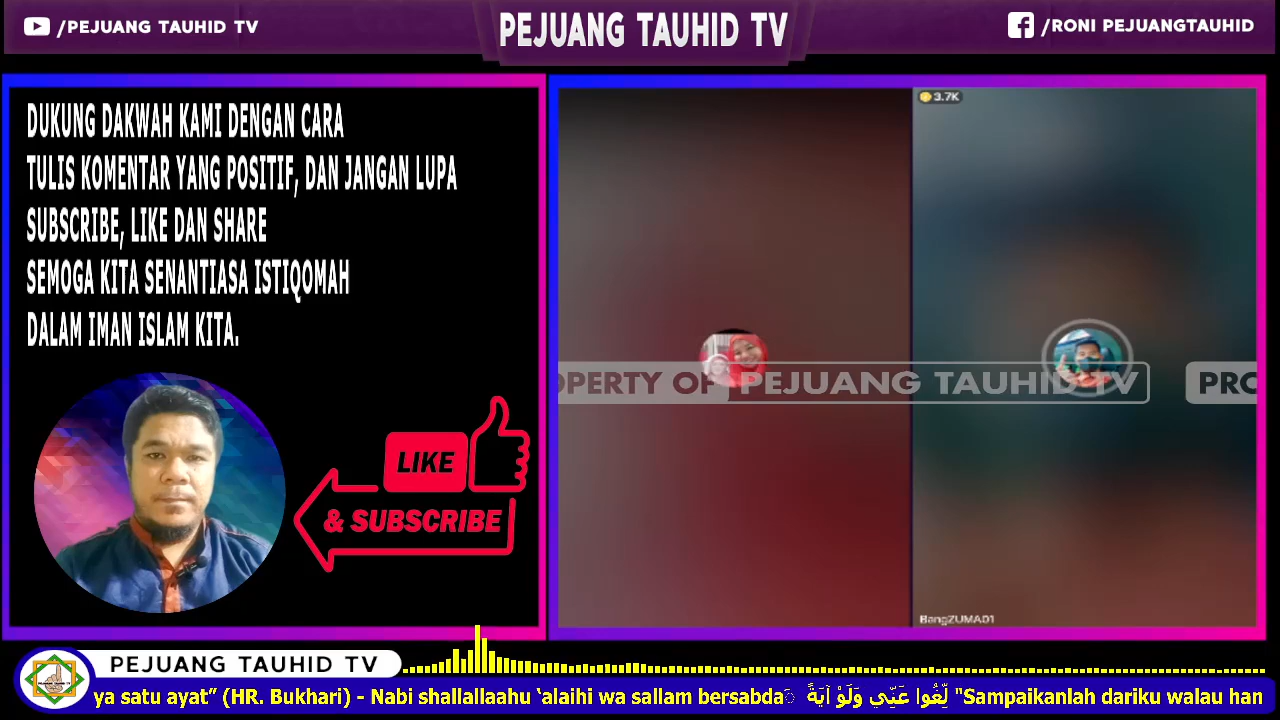 /PEJUANG TAUHID TV
PEJUANG TAUHID TV
/RONI PEJUANGTAUHID
DUKUNG DAKWAH KAMI DENGAN CARA
TULIS KOMENTAR YANG POSITIF, DAN JANGAN LUPA
SUBSCRIBE, LIKE DAN SHARE
SEMOGA KITA SENANTIASA ISTIQOMAH
DALAM IMAN ISLAM KITA.
LIKE
& SUBSCRIBE
3.7K
OPERTY OF PEJUANG TAUHID TV PRO
BangZUMA01
PEJUANG TAUHID TV
ya satu ayat” (HR. Bukhari) - Nabi shallallaahu ‘alaihi wa sallam bersabda لِّغُوا عَنِّي وَلَوْ آيَةً "Sampaikanlah dariku walau han